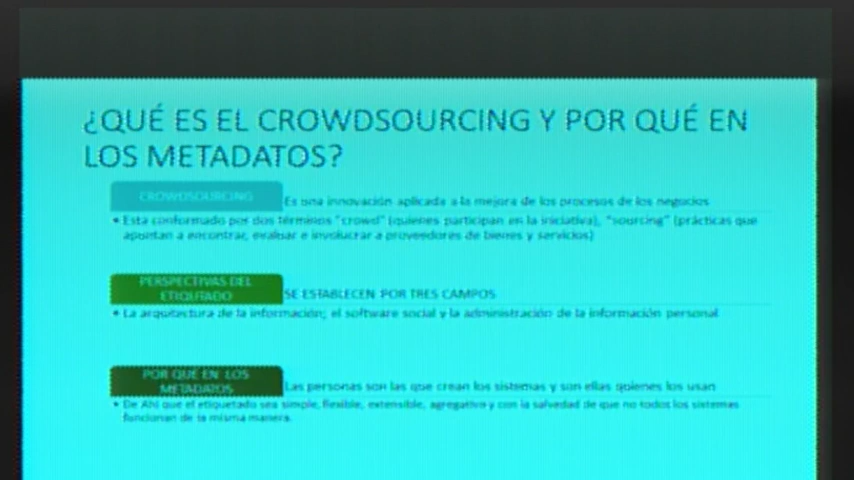 ¿QUÉ ES EL CROWDSOURCING Y POR QUÉ EN
LOS METADATOS?
CROWDSOURCING
Es una innovación aplicada a la mejora de los procesos de los negocios
• Esta conformado por dos términos "crowd" (quienes participan en la iniciativa), "sourcing" (prácticas que
apuntan a encontrar, evaluar e involucrar a proveedores de bienes y servicios)
PERSPECTIVAS DEL
ETIQUTADO
SE ESTABLECEN POR TRES CAMPOS
• La arquitectura de la información; el software social y la administración de la información personal
POR QUÉ EN LOS
METADATOS
Las personas son las que crean los sistemas y son ellas quienes los usan
• De Ahí que el etiquetado sea simple, flexible, extensible, agregativo y con la salvedad de que no todos los sistemas
funcionan de la misma manera.